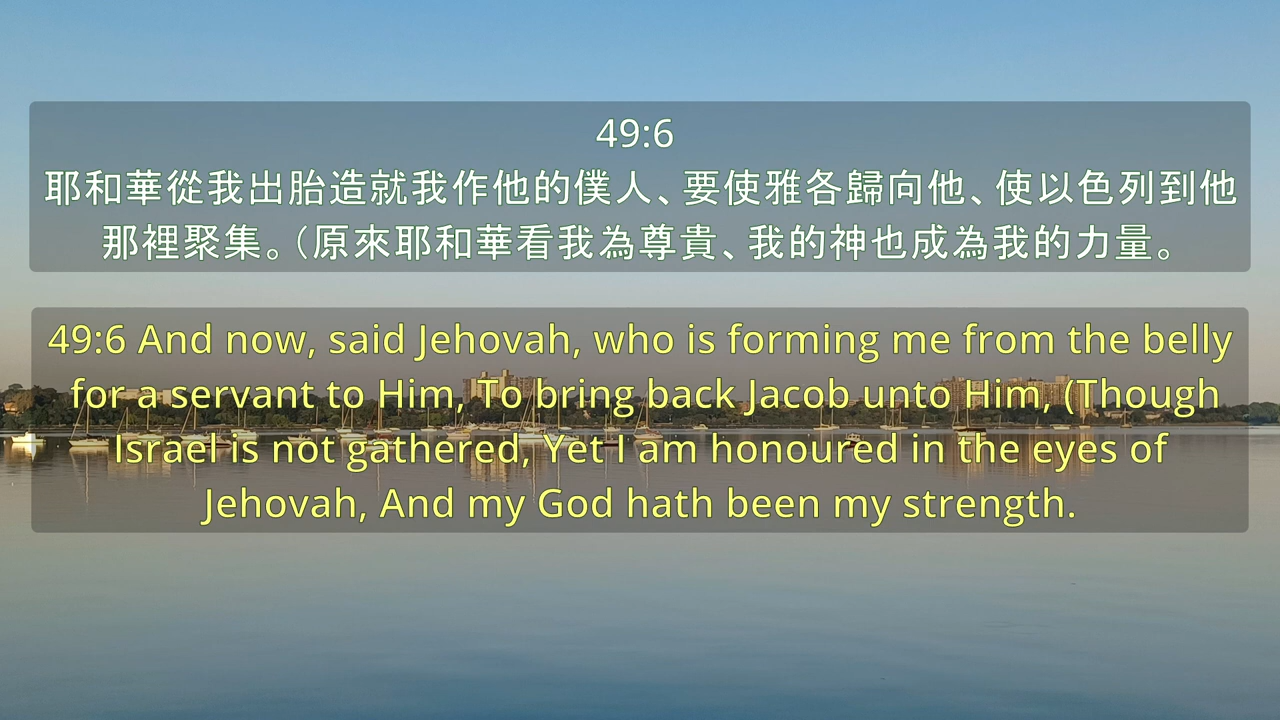 49:6
耶和華從我出胎造就我作他的僕人、要使雅各歸向他、使以色列到他
那裡聚集。（原來耶和華看我為尊貴、我的神也成為我的力量。
49:6 And now, said Jehovah, who is forming me from the belly
for a servant to Him, To bring back Jacob unto Him, (Though
Israel is not gathered, Yet I am honoured in the eyes of
Jehovah, And my God hath been my strength.